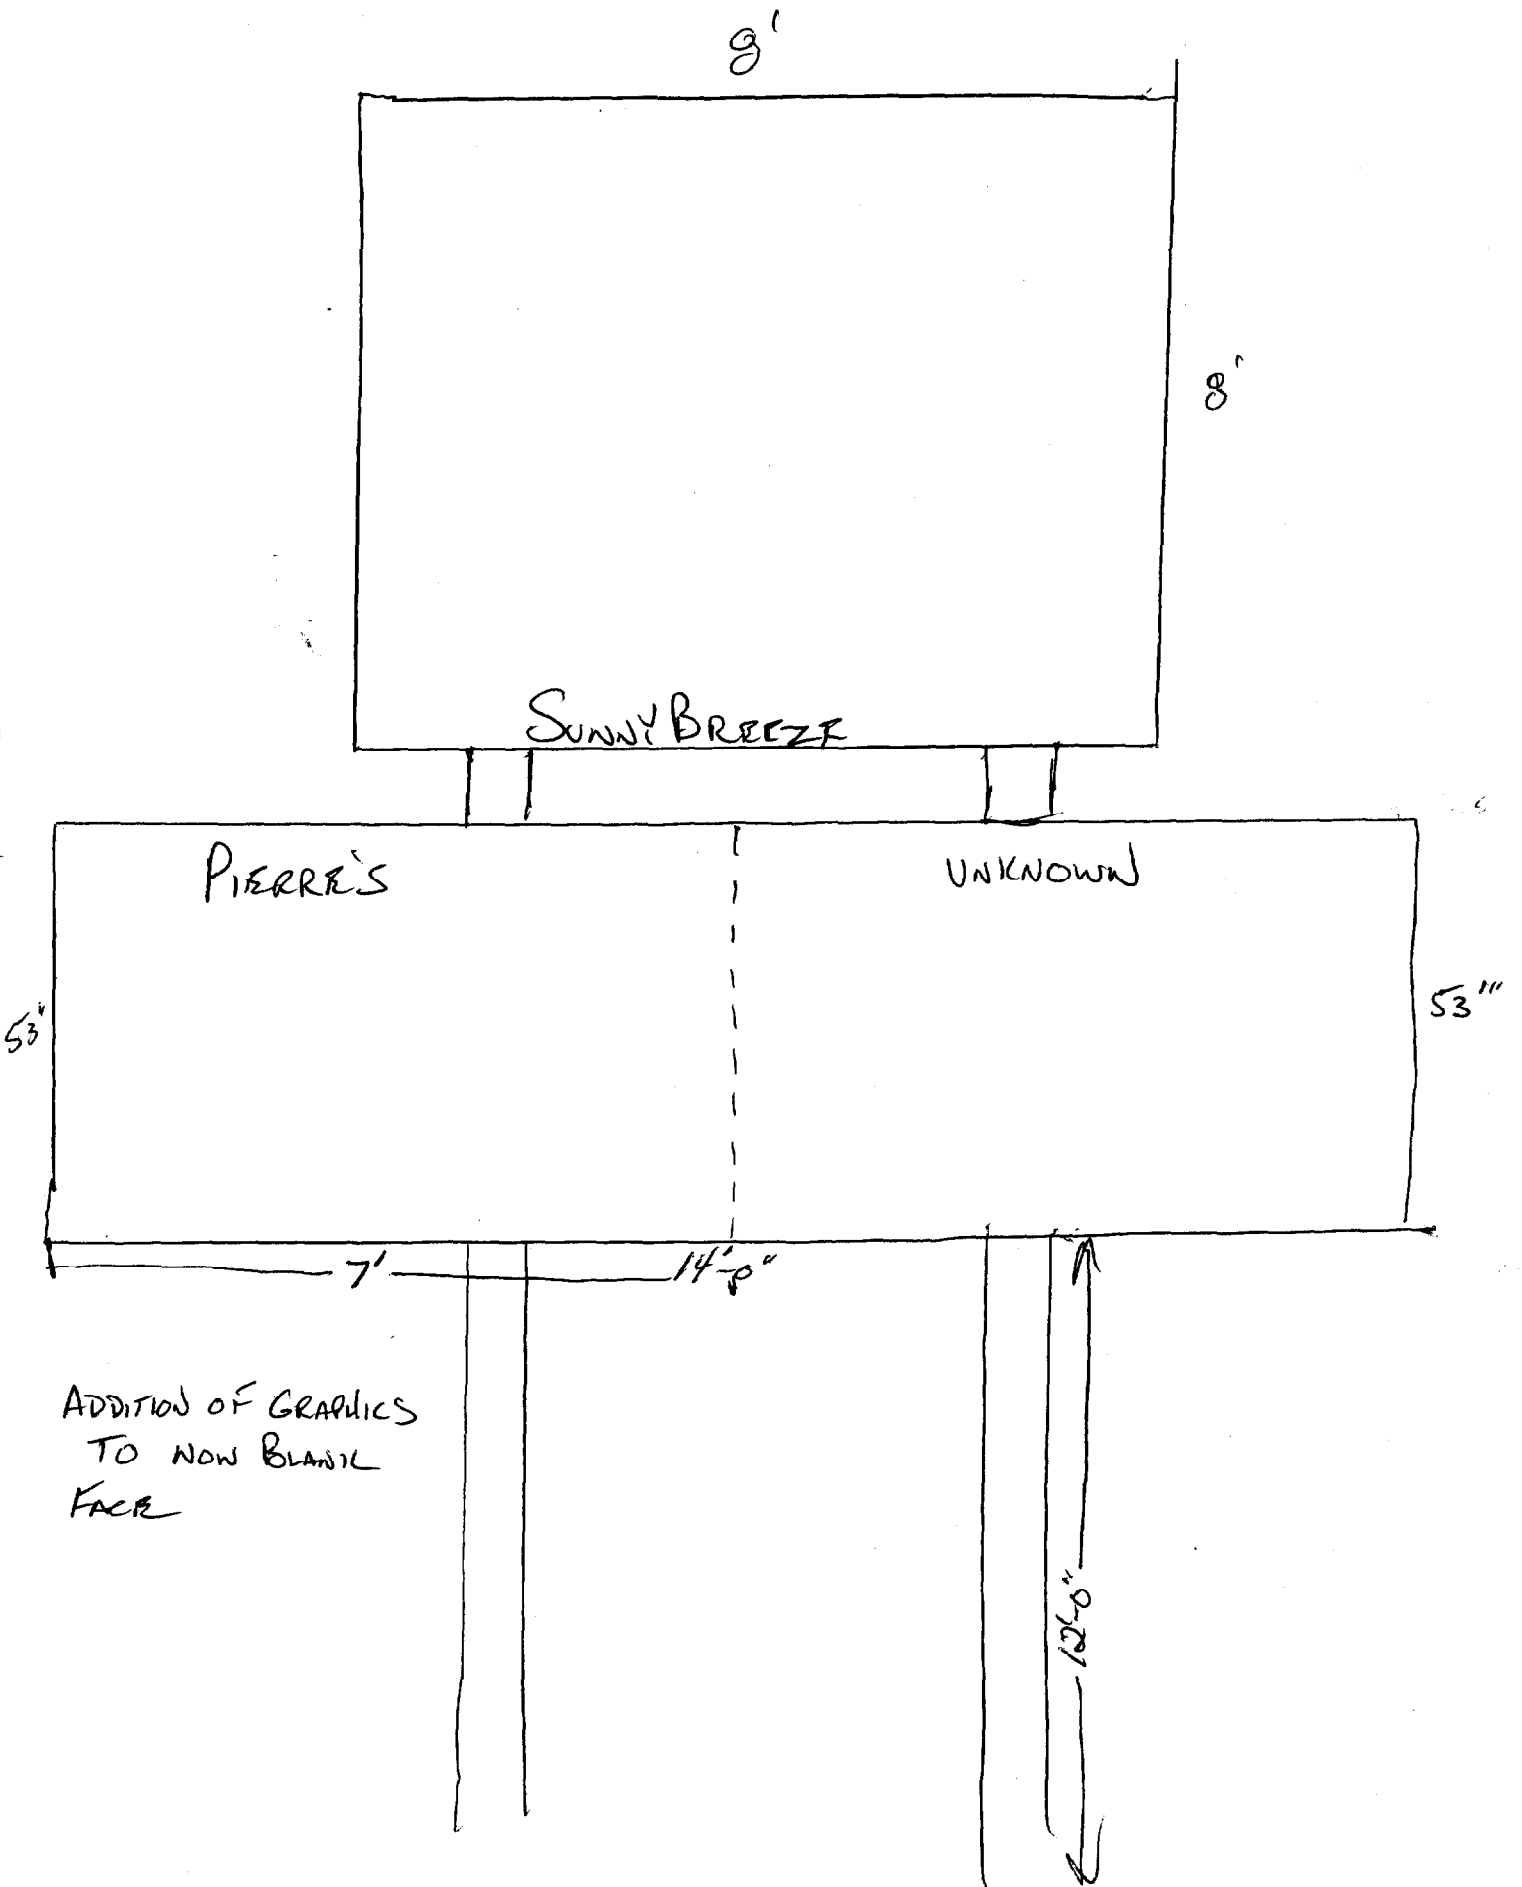 8'
8'
SUNNY BREEZE
PIERRE'S
UNKNOWN
53"
53'''
7'
14'-0"
ADDITION OF GRAPHICS
TO NOW BLANK
FACE
12'-0"